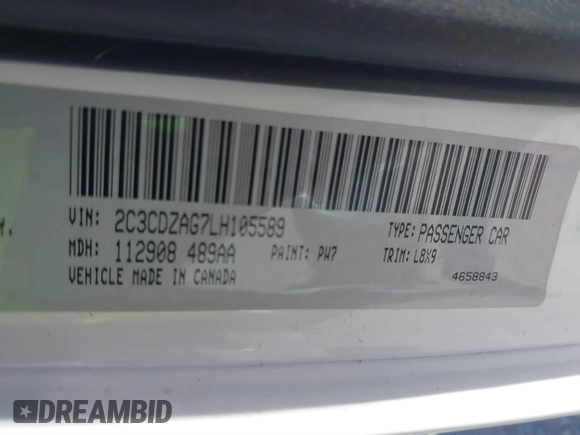 VIN: 2C3CDZAG7LH105589 TYPE: PASSENGER CAR
MDH: 112908 489AA PAINT: PW7 TRIM: L8X9
VEHICLE MADE IN CANADA 4658843
DREAMBID